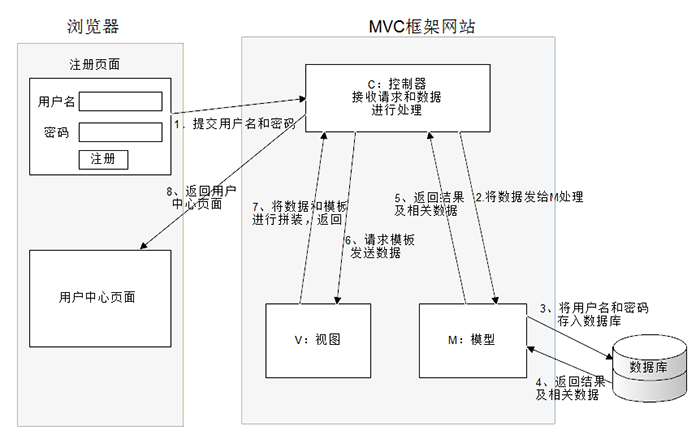 浏览器
MVC框架网站
注册页面
用户名
密码
注册
C：控制器
接收请求和数据
进行处理
1、提交用户名和密码
8、返回用户
中心页面
7、将数据和模板
进行拼装，返回
6、请求模板
发送数据
5、返回结果
及相关数据
2.将数据发给M处理
用户中心页面
V：视图
M：模型
3、将用户名和密码
存入数据库
数据库
4、返回结果
及相关数据